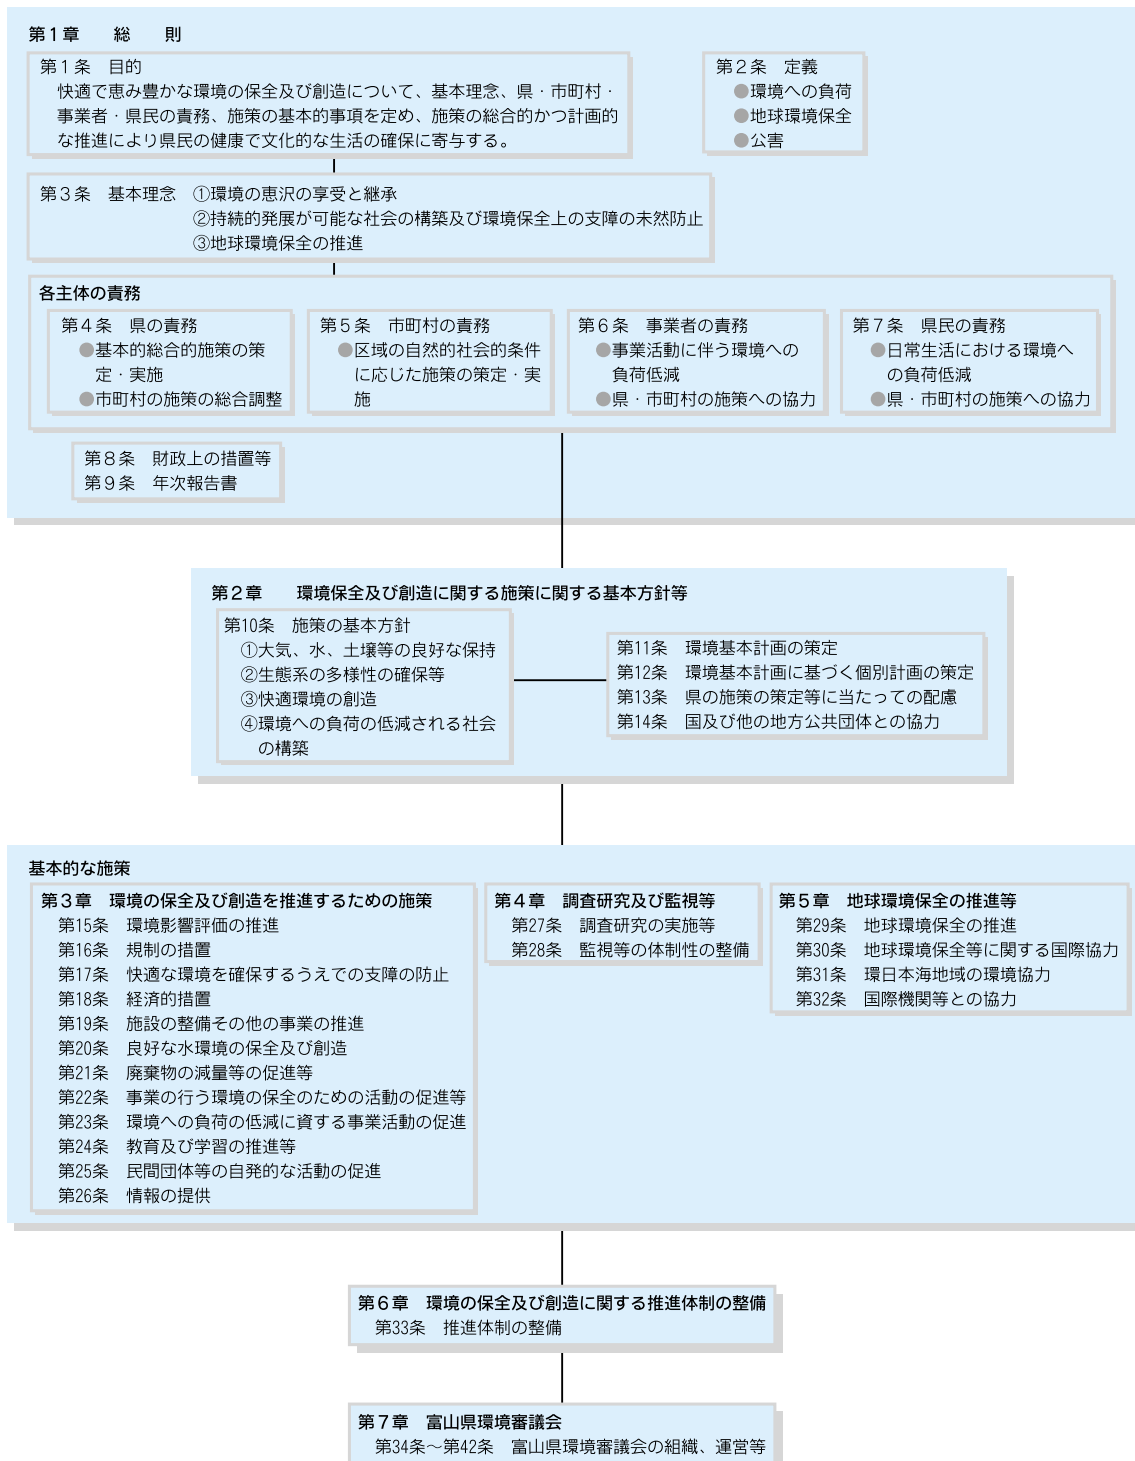 第１章　　総　　則
第１条　目的
快適で恵み豊かな環境の保全及び創造について、基本理念、県・市町村・
事業者・県民の責務、施策の基本的事項を定め、施策の総合的かつ計画的
な推進により県民の健康で文化的な生活の確保に寄与する。
第２条　定義
●環境への負荷
●地球環境保全
●公害
第３条　基本理念　①環境の恵沢の享受と継承
②持続的発展が可能な社会の構築及び環境保全上の支障の未然防止
③地球環境保全の推進
各主体の責務
第４条　県の責務
●基本的総合的施策の策
定・実施
●市町村の施策の総合調整
第５条　市町村の責務
●区域の自然的社会的条件
に応じた施策の策定・実
施
第６条　事業者の責務
●事業活動に伴う環境への
負荷低減
●県・市町村の施策への協力
第７条　県民の責務
●日常生活における環境へ
の負荷低減
●県・市町村の施策への協力
第８条　財政上の措置等
第９条　年次報告書
第２章　　環境保全及び創造に関する施策に関する基本方針等
第10条　施策の基本方針
①大気、水、土壌等の良好な保持
②生態系の多様性の確保等
③快適環境の創造
④環境への負荷の低減される社会
の構築
第11条　環境基本計画の策定
第12条　環境基本計画に基づく個別計画の策定
第13条　県の施策の策定等に当たっての配慮
第14条　国及び他の地方公共団体との協力
基本的な施策
第３章　環境の保全及び創造を推進するための施策
第15条　環境影響評価の推進
第16条　規制の措置
第17条　快適な環境を確保するうえでの支障の防止
第18条　経済的措置
第19条　施設の整備その他の事業の推進
第20条　良好な水環境の保全及び創造
第21条　廃棄物の減量等の促進等
第22条　事業の行う環境の保全のための活動の促進等
第23条　環境への負荷の低減に資する事業活動の促進
第24条　教育及び学習の推進等
第25条　民間団体等の自発的な活動の促進
第26条　情報の提供
第４章　調査研究及び監視等
第27条　調査研究の実施等
第28条　監視等の体制性の整備
第５章　地球環境保全の推進等
第29条　地球環境保全の推進
第30条　地球環境保全等に関する国際協力
第31条　環日本海地域の環境協力
第32条　国際機関等との協力
第６章　環境の保全及び創造に関する推進体制の整備
第33条　推進体制の整備
第７章　富山県環境審議会
第34条～第42条　富山県環境審議会の組織、運営等